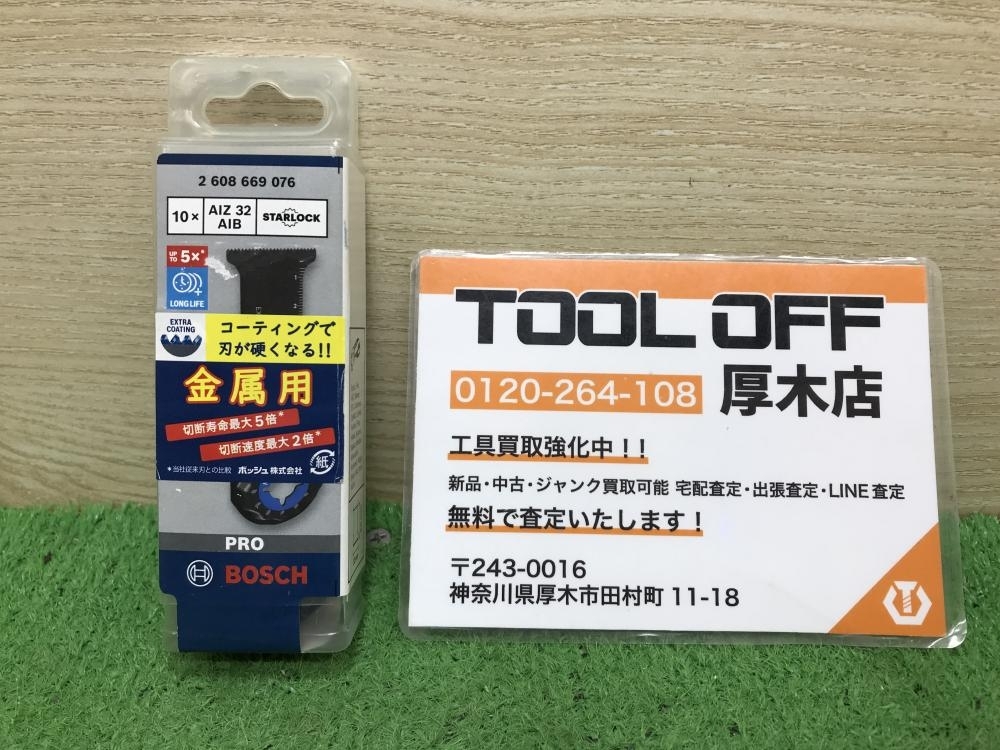 2 608 669 076
10×
AIZ 32
AIB
STARLOCK
UP TO 5×*
LONG LIFE
EXTRA
COATING
コーティングで
刃が硬くなる!!
金属用
切断寿命最大5倍*
切断速度最大2倍*
*当社従来刃との比較 ボッシュ株式会社
紙
PRO
BOSCH
TOOL OFF
0120-264-108 厚木店
工具買取強化中!!
新品・中古・ジャンク買取可能 宅配査定・出張査定・LINE査定
無料で査定いたします!
〒243-0016
神奈川県厚木市田村町 11-18